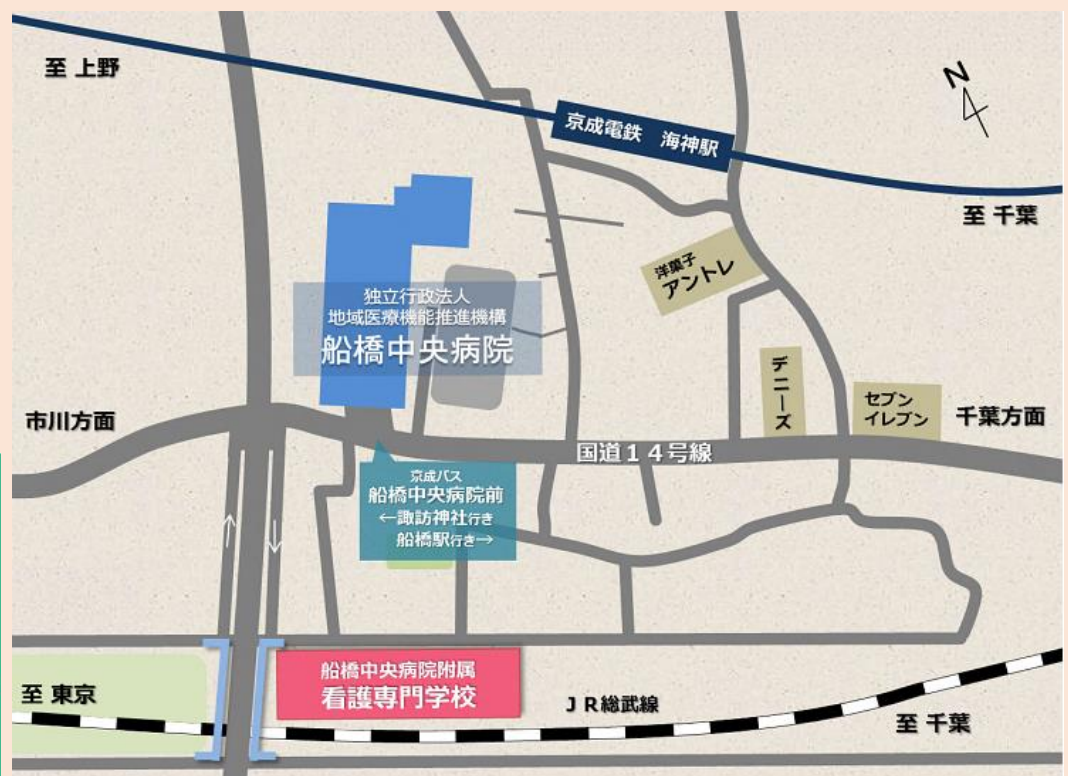 至 上野
N
京成電鉄　海神駅
至 千葉
洋菓子
アントレ
独立行政法人
地域医療機能推進機構
船橋中央病院
デニーズ
セブン
イレブン
千葉方面
市川方面
国道１４号線
京成バス
船橋中央病院前
←諏訪神社行き
船橋駅行き→
船橋中央病院附属
看護専門学校
至 東京
ＪＲ総武線
至 千葉